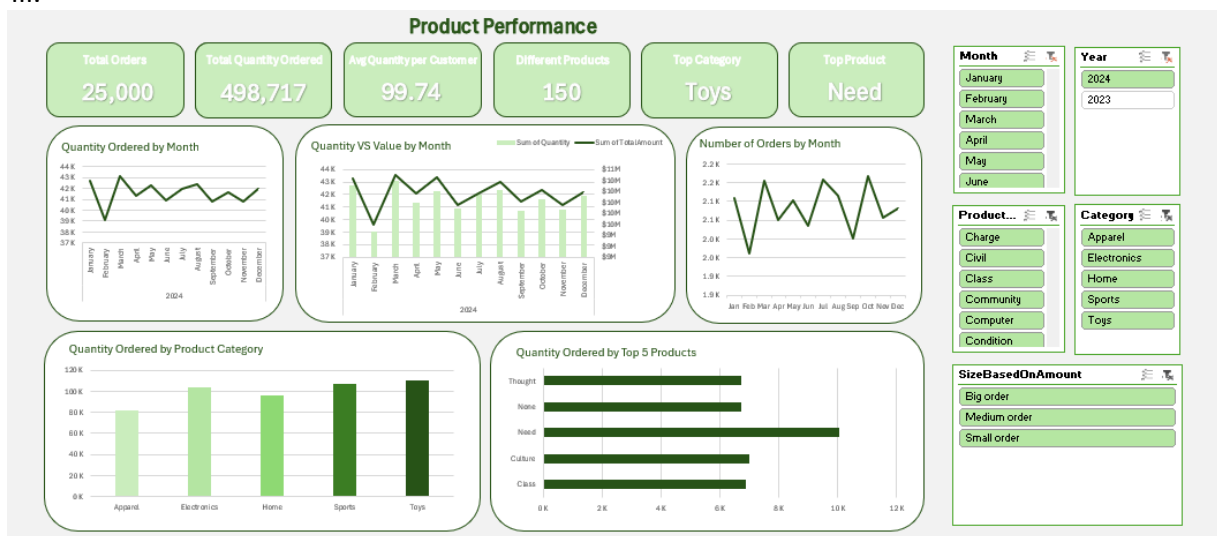 Product Performance
Total Orders
25,000
Total Quantity Ordered
498,717
Avg Quantity per Customer
99.74
Different Products
150
Top Category
Toys
Top Product
Need
Month
January
February
March
April
May
June
Year
2024
2023
Quantity Ordered by Month
44 K
43 K
42 K
41 K
40 K
39 K
38 K
37 K
January
February
March
April
May
June
July
August
September
October
November
December
2024
Quantity VS Value by Month
Sum of Quantity
Sum of TotalAmount
44 K
43 K
42 K
41 K
40 K
39 K
38 K
37 K
$11M
$10M
$10M
$10M
$10M
$10M
$9M
$9M
January
February
March
April
May
June
July
August
September
October
November
December
2024
Number of Orders by Month
2.2 K
2.2 K
2.1 K
2.1 K
2.0 K
2.0 K
1.9 K
1.9 K
Jan Feb Mar Apr May Jun Jul Aug Sep Oct Nov Dec
Product...
Charge
Civil
Class
Community
Computer
Condition
Category
Apparel
Electronics
Home
Sports
Toys
Quantity Ordered by Product Category
120 K
100 K
80 K
60 K
40 K
20 K
0 K
Apparel
Electronics
Home
Sports
Toys
Quantity Ordered by Top 5 Products
Thought
None
Need
Culture
Class
0 K
2 K
4 K
6 K
8 K
10 K
12 K
SizeBasedOnAmount
Big order
Medium order
Small order